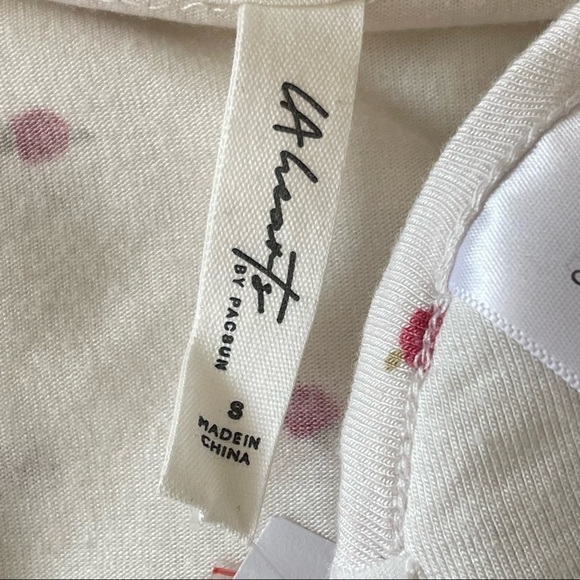 LA hearts
BY PACSUN
S
MADE IN
CHINA